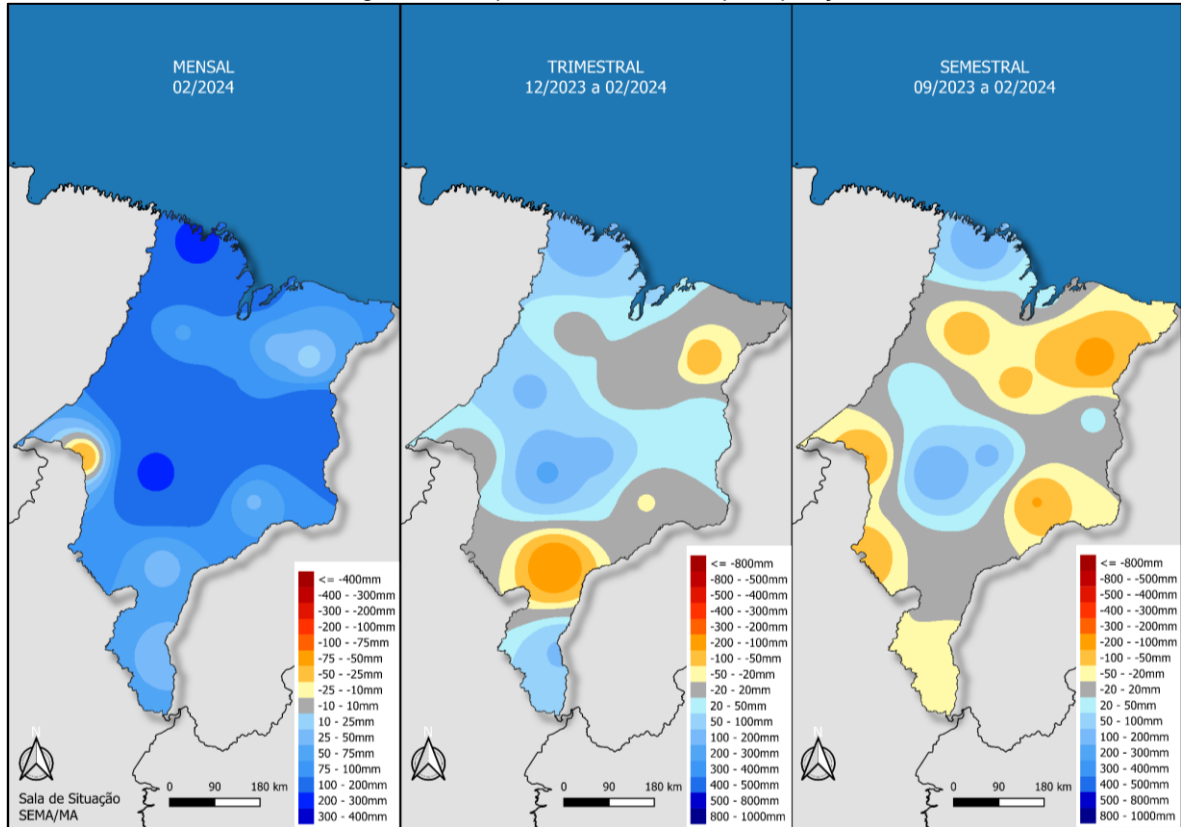 MENSAL
02/2024
<= -400mm
-400 - -300mm
-300 - -200mm
-200 - -100mm
-100 - -75mm
-75 - -50mm
-50 - -25mm
-25 - -10mm
-10 - 10mm
10 - 25mm
25 - 50mm
50 - 75mm
75 - 100mm
100 - 200mm
200 - 300mm
300 - 400mm
N
0 90 180 km
Sala de Situação
SEMA/MA
TRIMESTRAL
12/2023 a 02/2024
<= -800mm
-800 - -500mm
-500 - -400mm
-400 - -300mm
-300 - -200mm
-200 - -100mm
-100 - -50mm
-50 - -20mm
-20 - 20mm
20 - 50mm
50 - 100mm
100 - 200mm
200 - 300mm
300 - 400mm
400 - 500mm
500 - 800mm
800 - 1000mm
N
0 90 180 km
SEMESTRAL
09/2023 a 02/2024
<= -800mm
-800 - -500mm
-500 - -400mm
-400 - -300mm
-300 - -200mm
-200 - -100mm
-100 - -50mm
-50 - -20mm
-20 - 20mm
20 - 50mm
50 - 100mm
100 - 200mm
200 - 300mm
300 - 400mm
400 - 500mm
500 - 800mm
800 - 1000mm
N
0 90 180 km